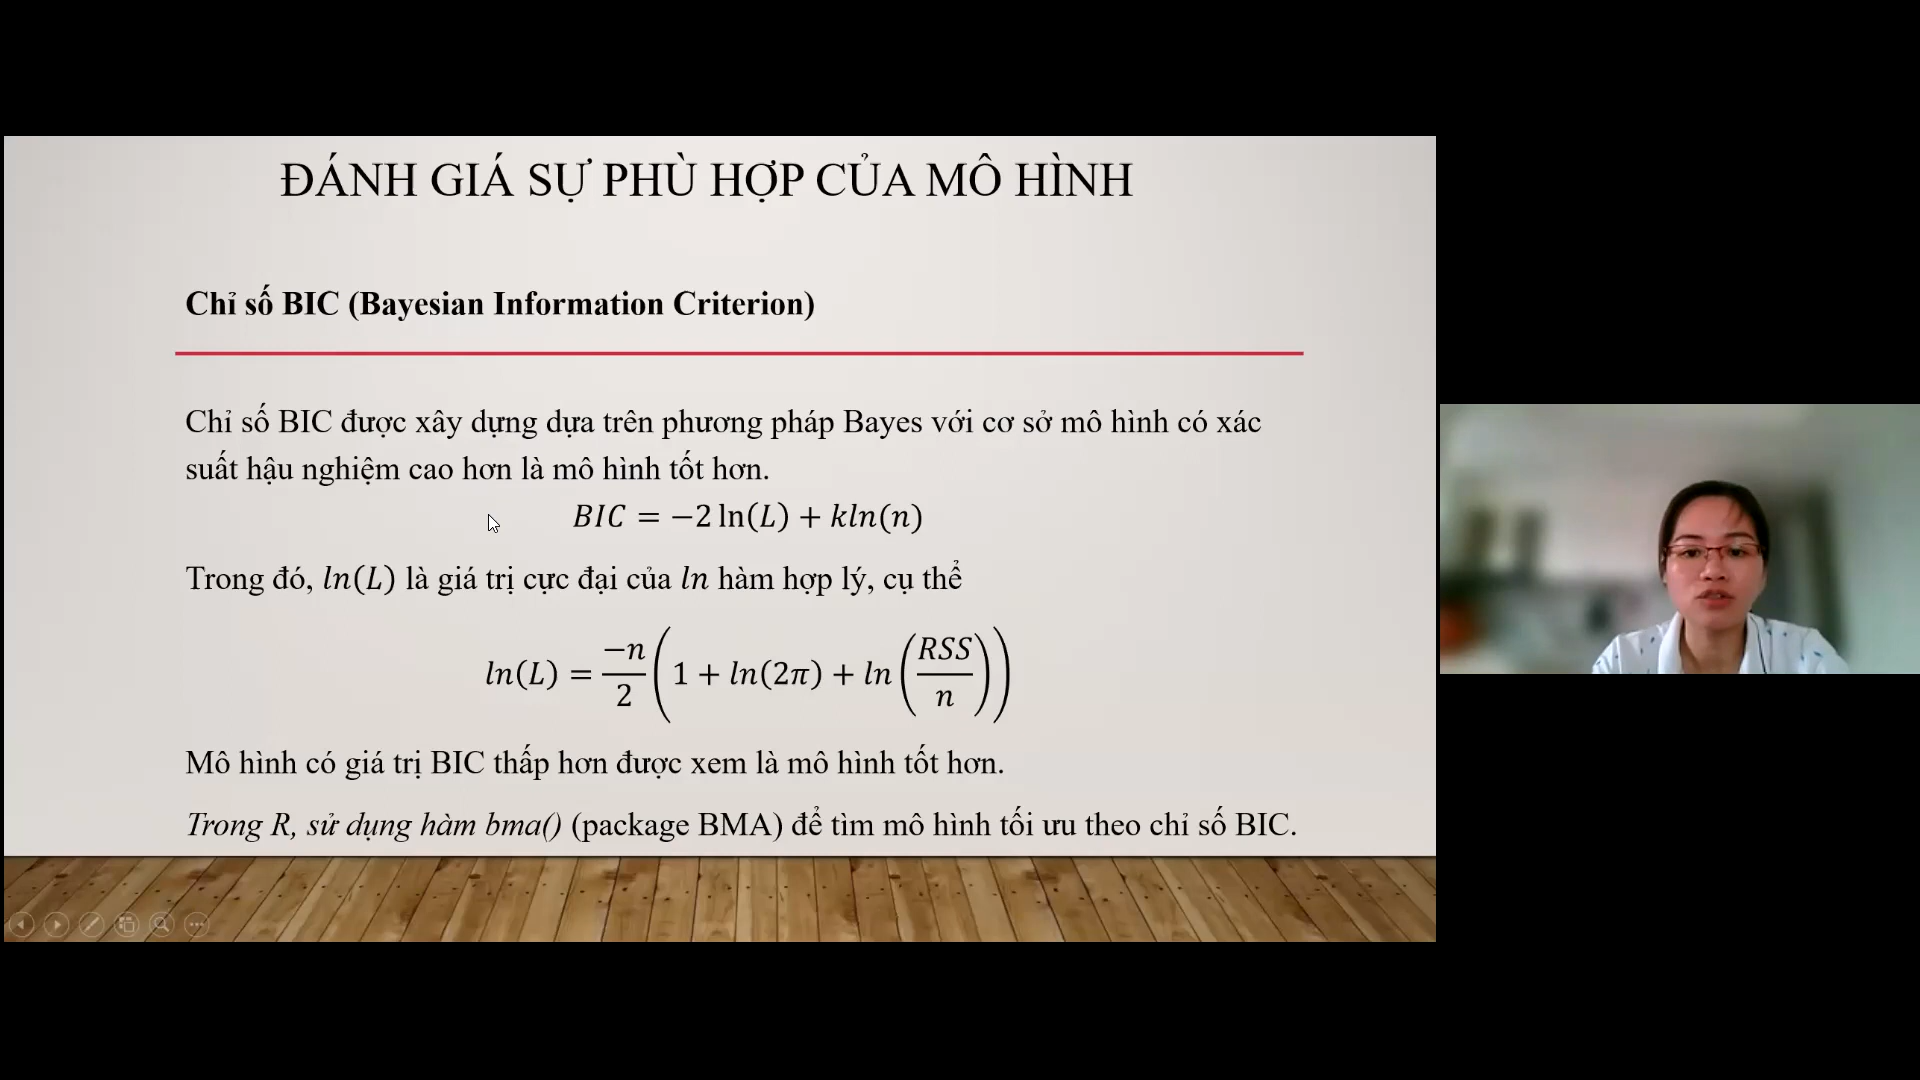 ĐÁNH GIÁ SỰ PHÙ HỢP CỦA MÔ HÌNH
Chỉ số BIC (Bayesian Information Criterion)
Chỉ số BIC được xây dựng dựa trên phương pháp Bayes với cơ sở mô hình có xác
suất hậu nghiệm cao hơn là mô hình tốt hơn.
BIC = −2 ln(L) + kln(n)
Trong đó, ln(L) là giá trị cực đại của ln hàm hợp lý, cụ thể
ln(L) = −n/2 (1 + ln(2π) + ln(RSS/n))
Mô hình có giá trị BIC thấp hơn được xem là mô hình tốt hơn.
Trong R, sử dụng hàm bma() (package BMA) để tìm mô hình tối ưu theo chỉ số BIC.